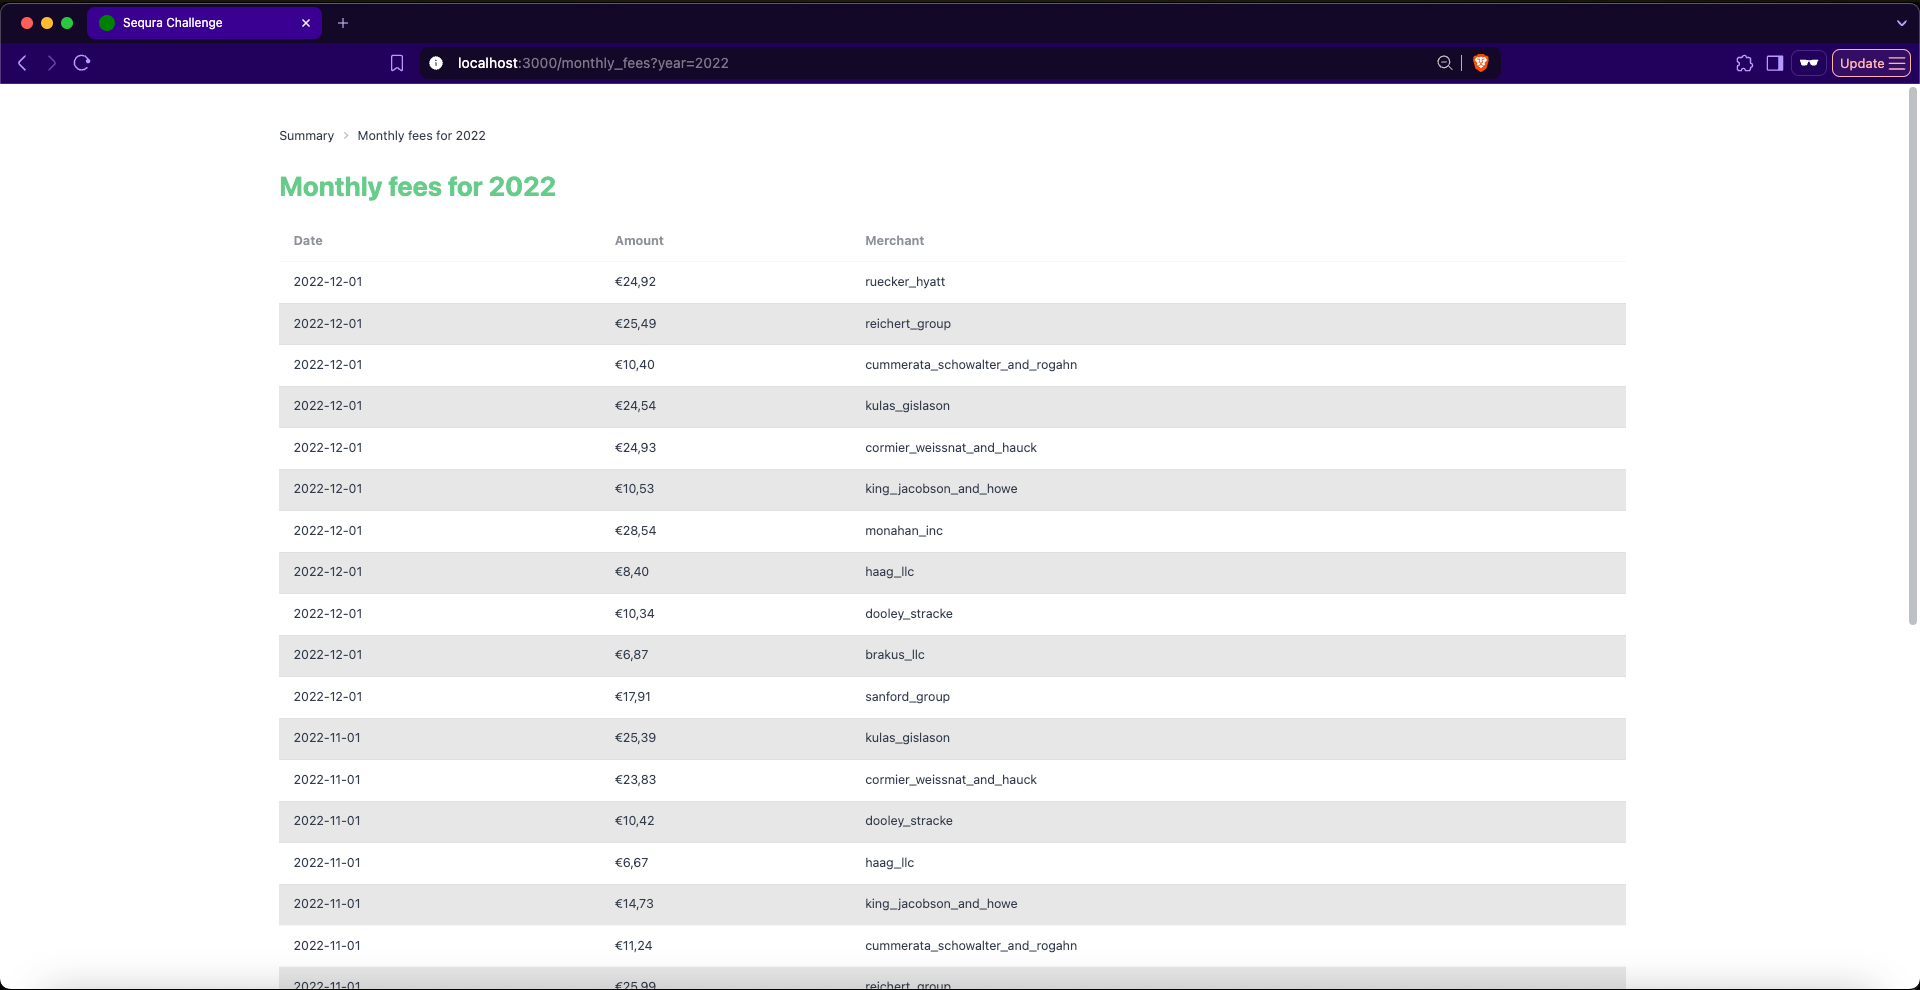 Sequra Challenge
localhost:3000/monthly_fees?year=2022
Update
Summary > Monthly fees for 2022
Monthly fees for 2022
Date Amount Merchant
2022-12-01 €24,92 ruecker_hyatt
2022-12-01 €25,49 reichert_group
2022-12-01 €10,40 cummerata_schowalter_and_rogahn
2022-12-01 €24,54 kulas_gislason
2022-12-01 €24,93 cormier_weissnat_and_hauck
2022-12-01 €10,53 king_jacobson_and_howe
2022-12-01 €28,54 monahan_inc
2022-12-01 €8,40 haag_llc
2022-12-01 €10,34 dooley_stracke
2022-12-01 €6,87 brakus_llc
2022-12-01 €17,91 sanford_group
2022-11-01 €25,39 kulas_gislason
2022-11-01 €23,83 cormier_weissnat_and_hauck
2022-11-01 €10,42 dooley_stracke
2022-11-01 €6,67 haag_llc
2022-11-01 €14,73 king_jacobson_and_howe
2022-11-01 €11,24 cummerata_schowalter_and_rogahn
2022-11-01 €25,99 reichert_group